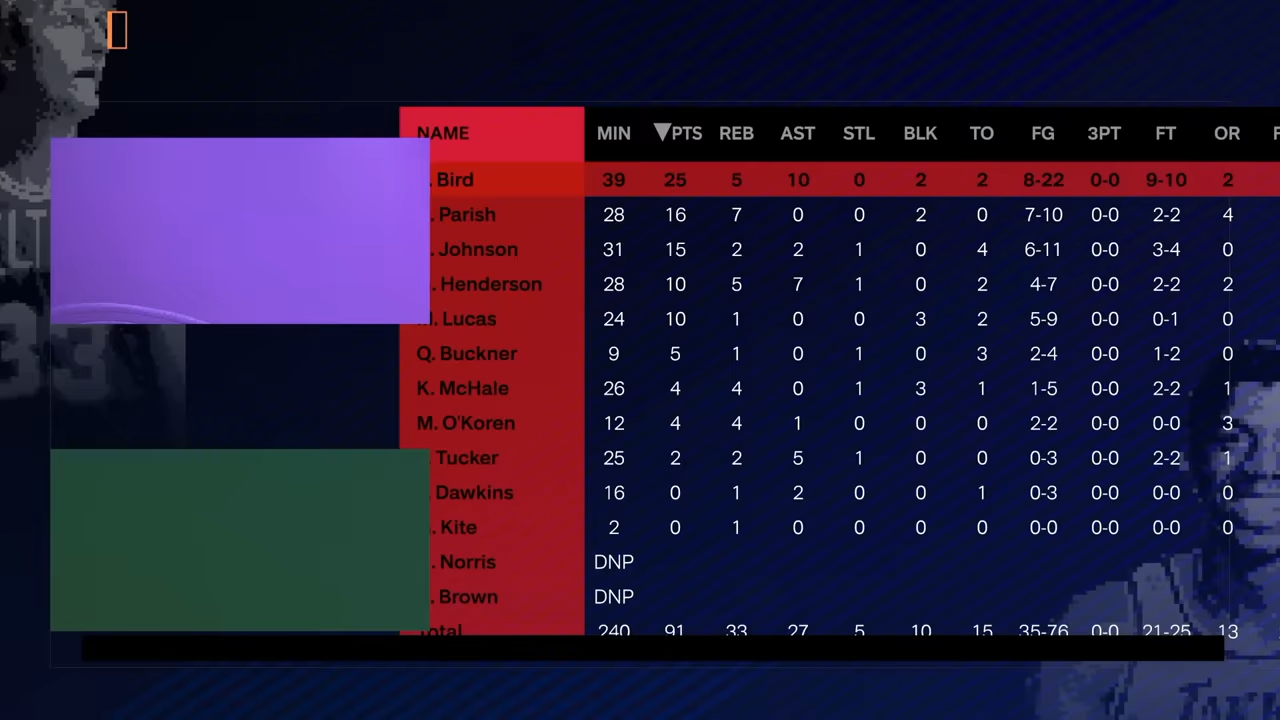 NAME MIN ▼PTS REB AST STL BLK TO FG 3PT FT OR
. Bird 39 25 5 10 0 2 2 8-22 0-0 9-10 2
. Parish 28 16 7 0 0 2 0 7-10 0-0 2-2 4
. Johnson 31 15 2 2 1 0 4 6-11 0-0 3-4 0
. Henderson 28 10 5 7 1 0 2 4-7 0-0 2-2 2
. Lucas 24 10 1 0 0 3 2 5-9 0-0 0-1 0
Q. Buckner 9 5 1 0 1 0 3 2-4 0-0 1-2 0
K. McHale 26 4 4 0 1 3 1 1-5 0-0 2-2 1
M. O'Koren 12 4 4 1 0 0 0 2-2 0-0 0-0 3
. Tucker 25 2 2 5 1 0 0 0-3 0-0 2-2 1
. Dawkins 16 0 1 2 0 0 1 0-3 0-0 0-0 0
. Kite 2 0 1 0 0 0 0 0-0 0-0 0-0 0
. Norris DNP
. Brown DNP
Total 240 91 33 27 5 10 15 35-76 0-0 21-25 13
33